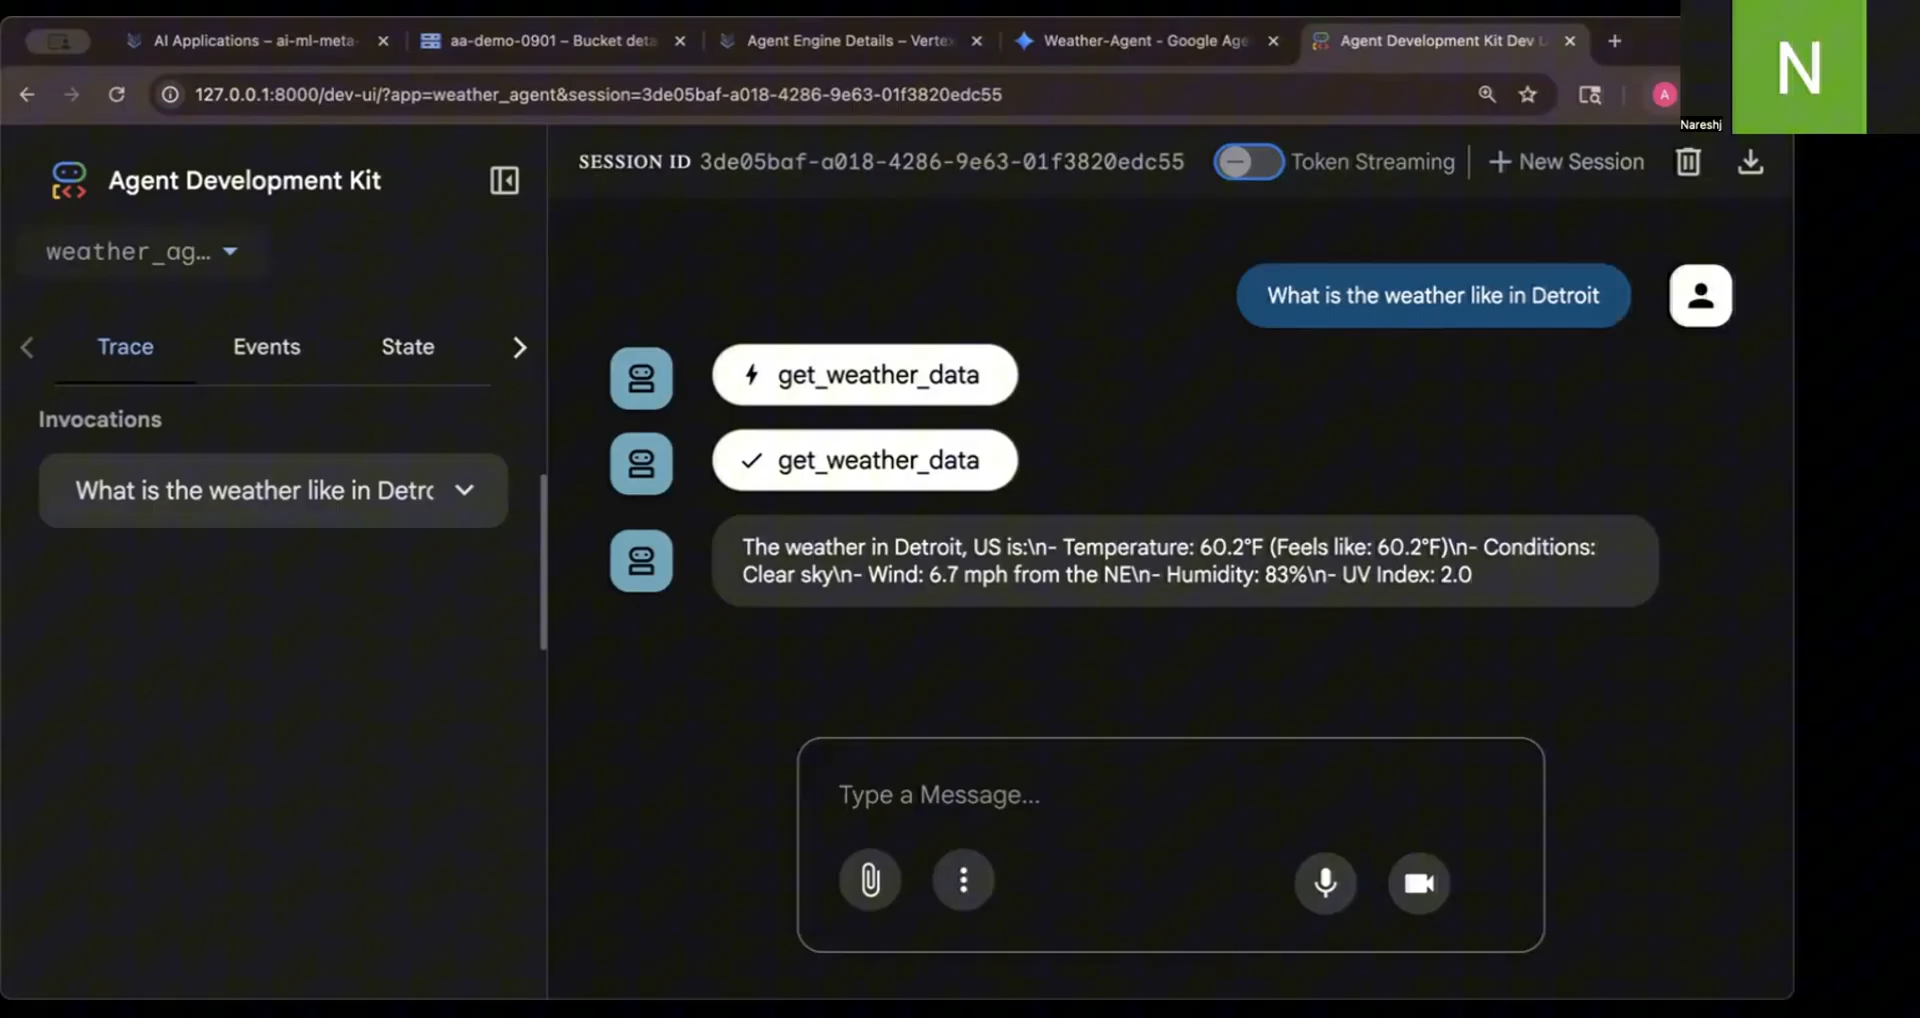 AI Applications – ai-ml-meta-
aa-demo-0901 – Bucket deta
Agent Engine Details – Vertex
Weather-Agent - Google Age
Agent Development Kit Dev U
N
127.0.0.1:8000/dev-ui/?app=weather_agent&session=3de05baf-a018-4286-9e63-01f3820edc55
A
Nareshj
Agent Development Kit
SESSION ID 3de05baf-a018-4286-9e63-01f3820edc55
Token Streaming
New Session
weather_ag...
What is the weather like in Detroit
Trace
Events
State
get_weather_data
Invocations
get_weather_data
What is the weather like in Detrc
The weather in Detroit, US is:\n- Temperature: 60.2°F (Feels like: 60.2°F)\n- Conditions:
Clear sky\n- Wind: 6.7 mph from the NE\n- Humidity: 83%\n- UV Index: 2.0
Type a Message...